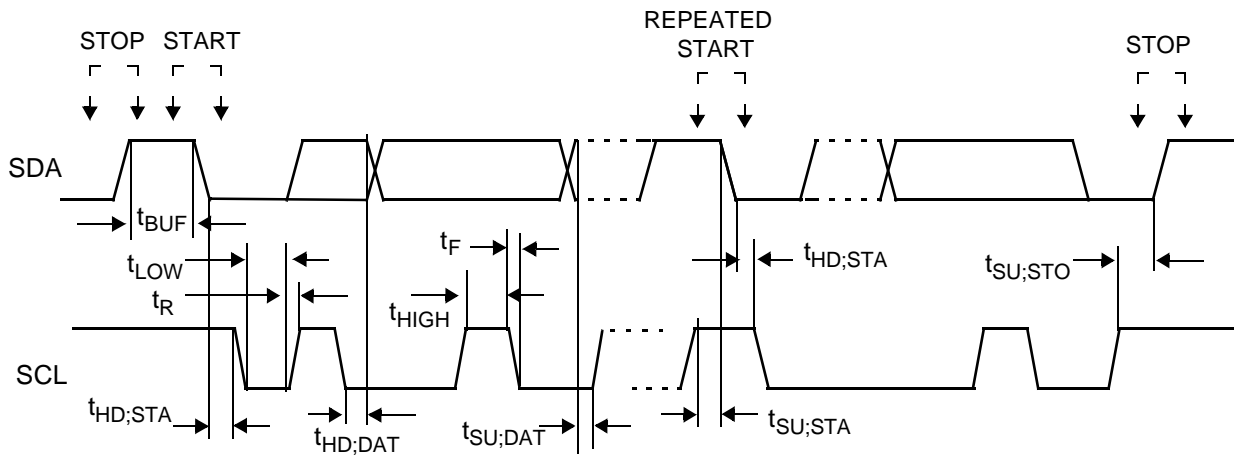 STOP START
REPEATED
START
STOP
SDA
tBUF
tLOW
tR
tF
tHIGH
tHD;STA
tSU;STO
SCL
tHD;STA
tHD;DAT
tSU;DAT
tSU;STA